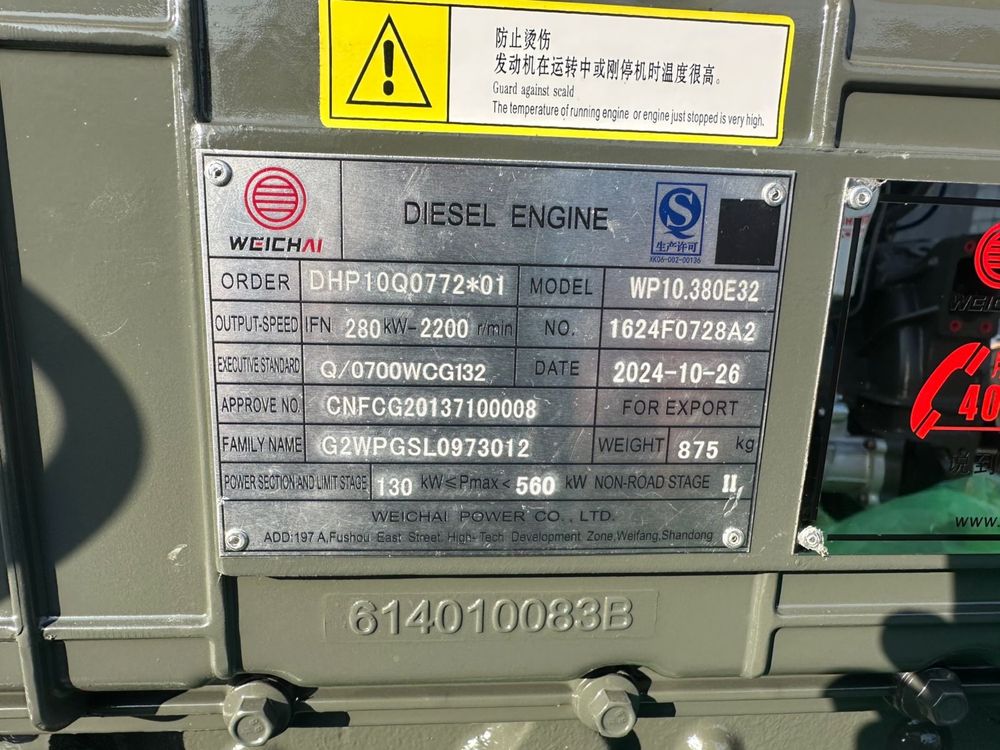 防止烫伤
发动机在运转中或刚停机时温度很高。
Guard against scald
The temperature of running engine or engine just stopped is very high.
WEICHAI
DIESEL ENGINE
S
生产许可
XK06-002-00136
ORDER DHP10Q0772*01 MODEL WP10.380E32
OUTPUT-SPEED IFN 280 kW-2200 r/min NO. 1624F0728A2
EXECUTIVE STANDARD Q/0700WCG132 DATE 2024-10-26
APPROVE NO. CNFCG20137100008 FOR EXPORT
FAMILY NAME G2WPGSL0973012 WEIGHT 875 kg
POWER SECTION AND LIMIT STAGE 130 kW≤Pmax<560 kW NON-ROAD STAGE II
WEICHAI POWER CO., LTD.
ADD:197 A,Fushou East Street High-Tech Development Zone,Weifang,Shandong
614010083B
WEIC
40
www.